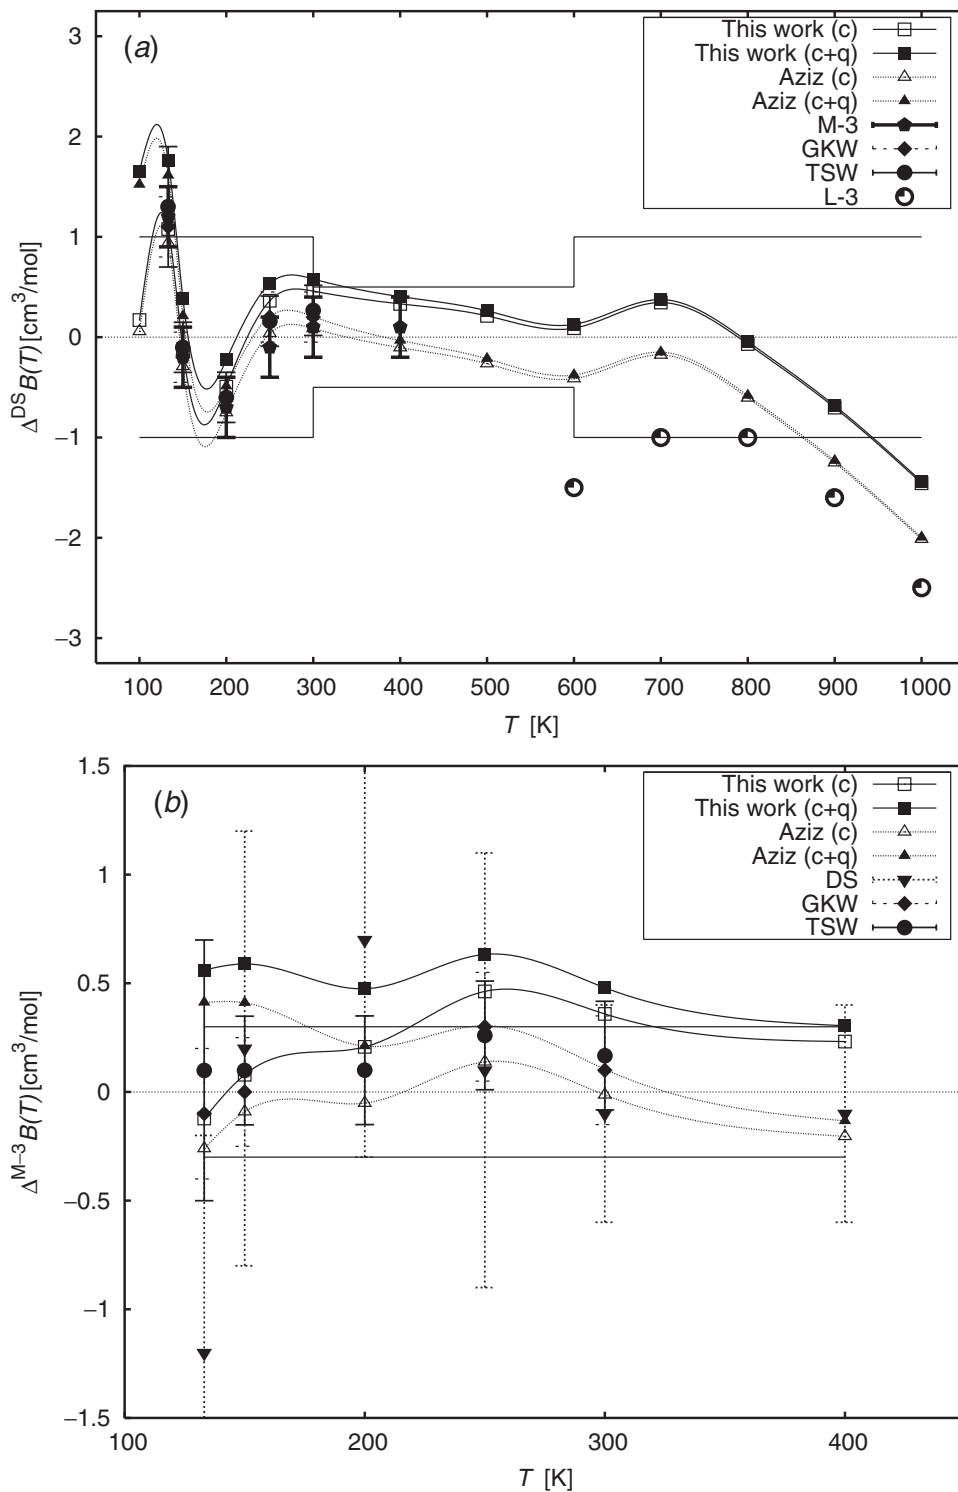 (a)
This work (c)
This work (c+q)
Aziz (c)
Aziz (c+q)
M-3
GKW
TSW
L-3
3
2
1
0
−1
−2
−3
Δ^DS B(T) [cm³/mol]
100 200 300 400 500 600 700 800 900 1000
T [K]
(b)
This work (c)
This work (c+q)
Aziz (c)
Aziz (c+q)
DS
GKW
TSW
1.5
1
0.5
0
−0.5
−1
−1.5
Δ^M−3 B(T) [cm³/mol]
100 200 300 400
T [K]